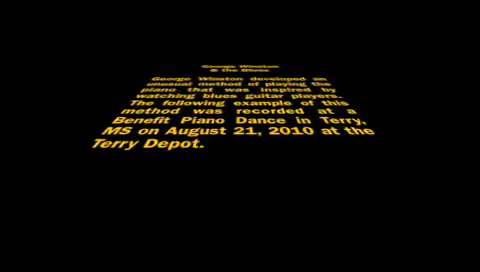 George Winston
& the Blues
George Winston developed an
unusual method of playing the
piano that was inspired by
watching blues guitar players.
The following example of this
method was recorded at a
Benefit Piano Dance in Terry,
MS on August 21, 2010 at the
Terry Depot.